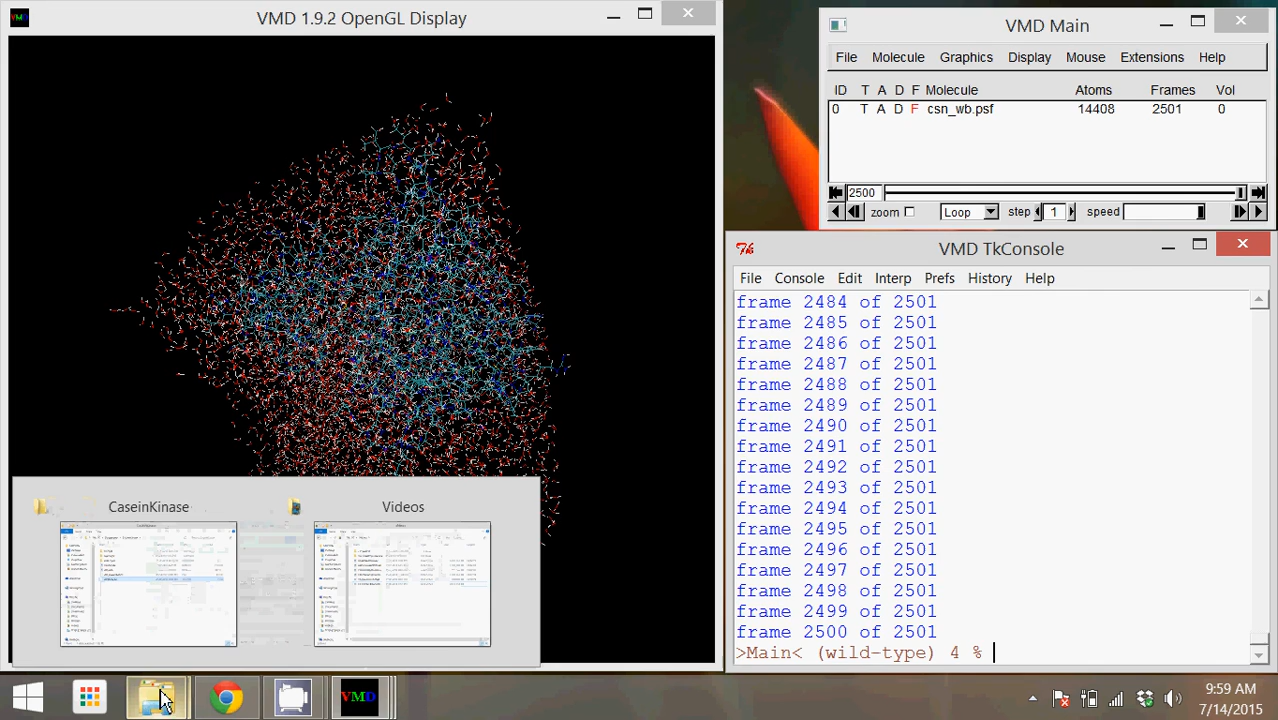 VMD 1.9.2 OpenGL Display
VMD Main
File Molecule Graphics Display Mouse Extensions Help
ID T A D F Molecule Atoms Frames Vol
0 T A D F csn_wb.psf 14408 2501 0
2500
zoom Loop step 1 speed
VMD TkConsole
File Console Edit Interp Prefs History Help
frame 2484 of 2501
frame 2485 of 2501
frame 2486 of 2501
frame 2487 of 2501
frame 2488 of 2501
frame 2489 of 2501
frame 2490 of 2501
frame 2491 of 2501
frame 2492 of 2501
frame 2493 of 2501
frame 2494 of 2501
frame 2495 of 2501
frame 2496 of 2501
frame 2497 of 2501
frame 2498 of 2501
frame 2499 of 2501
frame 2500 of 2501
>Main< (wild-type) 4 %
CaseinKinase Videos
VMD
9:59 AM
7/14/2015